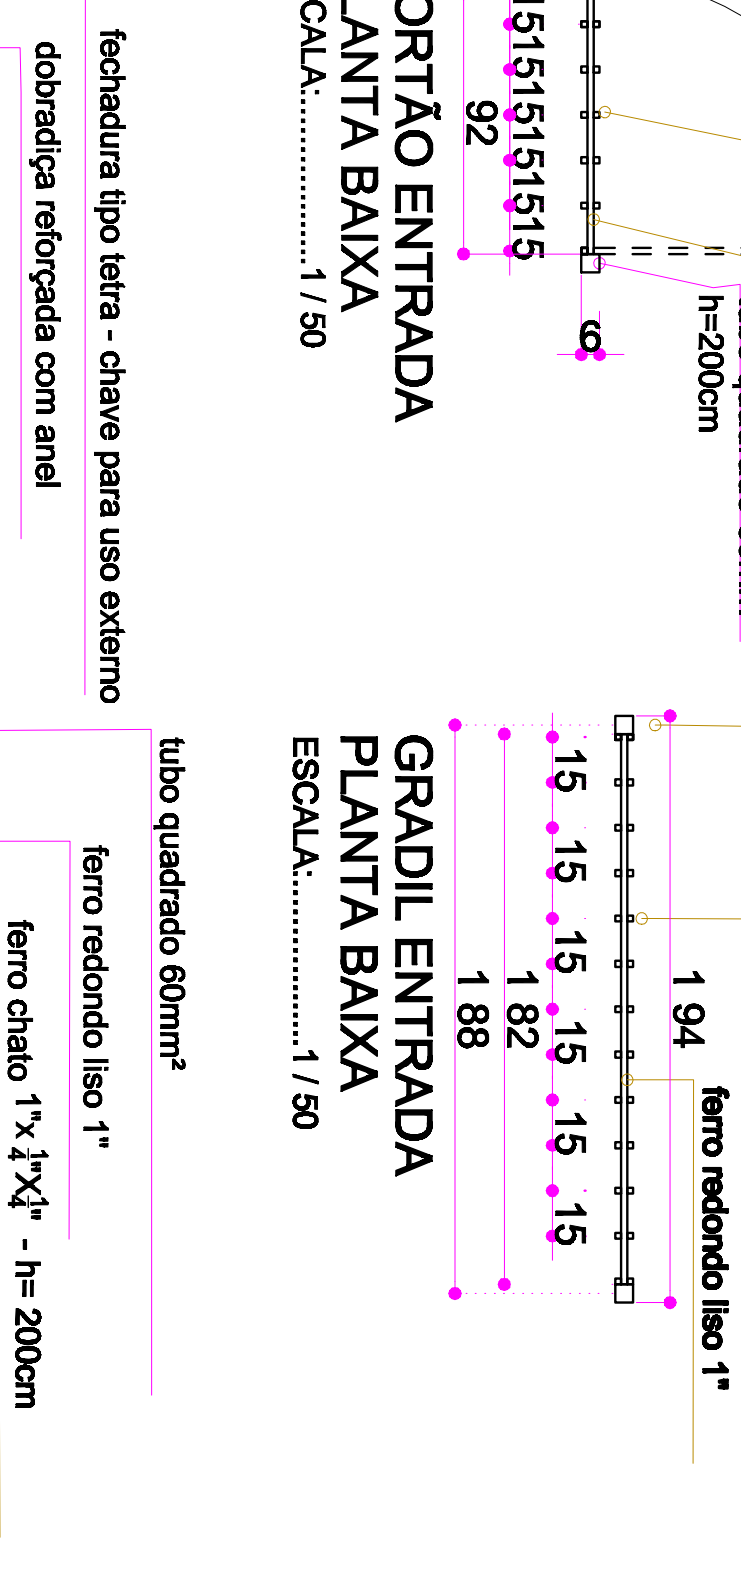 h=200cm
6
1515151515 15
92
ORTÃO ENTRADA
LANTA BAIXA
CALA:...................1 / 50
fechadura tipo tetra - chave para uso externo
dobradiça reforçada com anel
ferro redondo liso 1"
1 94
15 15 15 15 15 15
1 82
1 88
GRADIL ENTRADA
PLANTA BAIXA
ESCALA:...................1 / 50
tubo quadrado 60mm²
ferro redondo liso 1"
ferro chato 1"x 1/4"X1/4" - h= 200cm